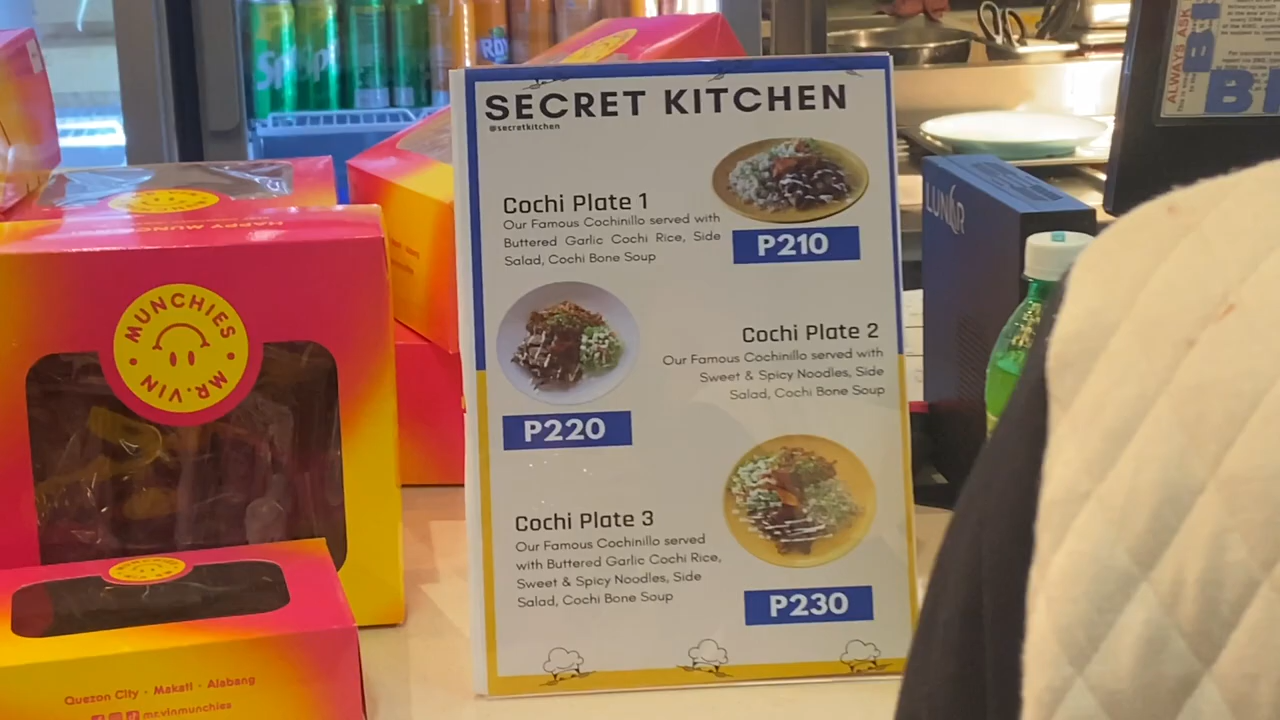 SECRET KITCHEN
@secretkitchen
Cochi Plate 1
Our Famous Cochinillo served with
Buttered Garlic Cochi Rice, Side
Salad, Cochi Bone Soup
P210
Cochi Plate 2
Our Famous Cochinillo served with
Sweet & Spicy Noodles, Side
Salad, Cochi Bone Soup
P220
Cochi Plate 3
Our Famous Cochinillo served
with Buttered Garlic Cochi Rice,
Sweet & Spicy Noodles, Side
Salad, Cochi Bone Soup
P230
MUNCHIES
MR.VIN
Quezon City · Makati · Alabang
mr.vinmunchies
LUNAR
ALWAYS ASK